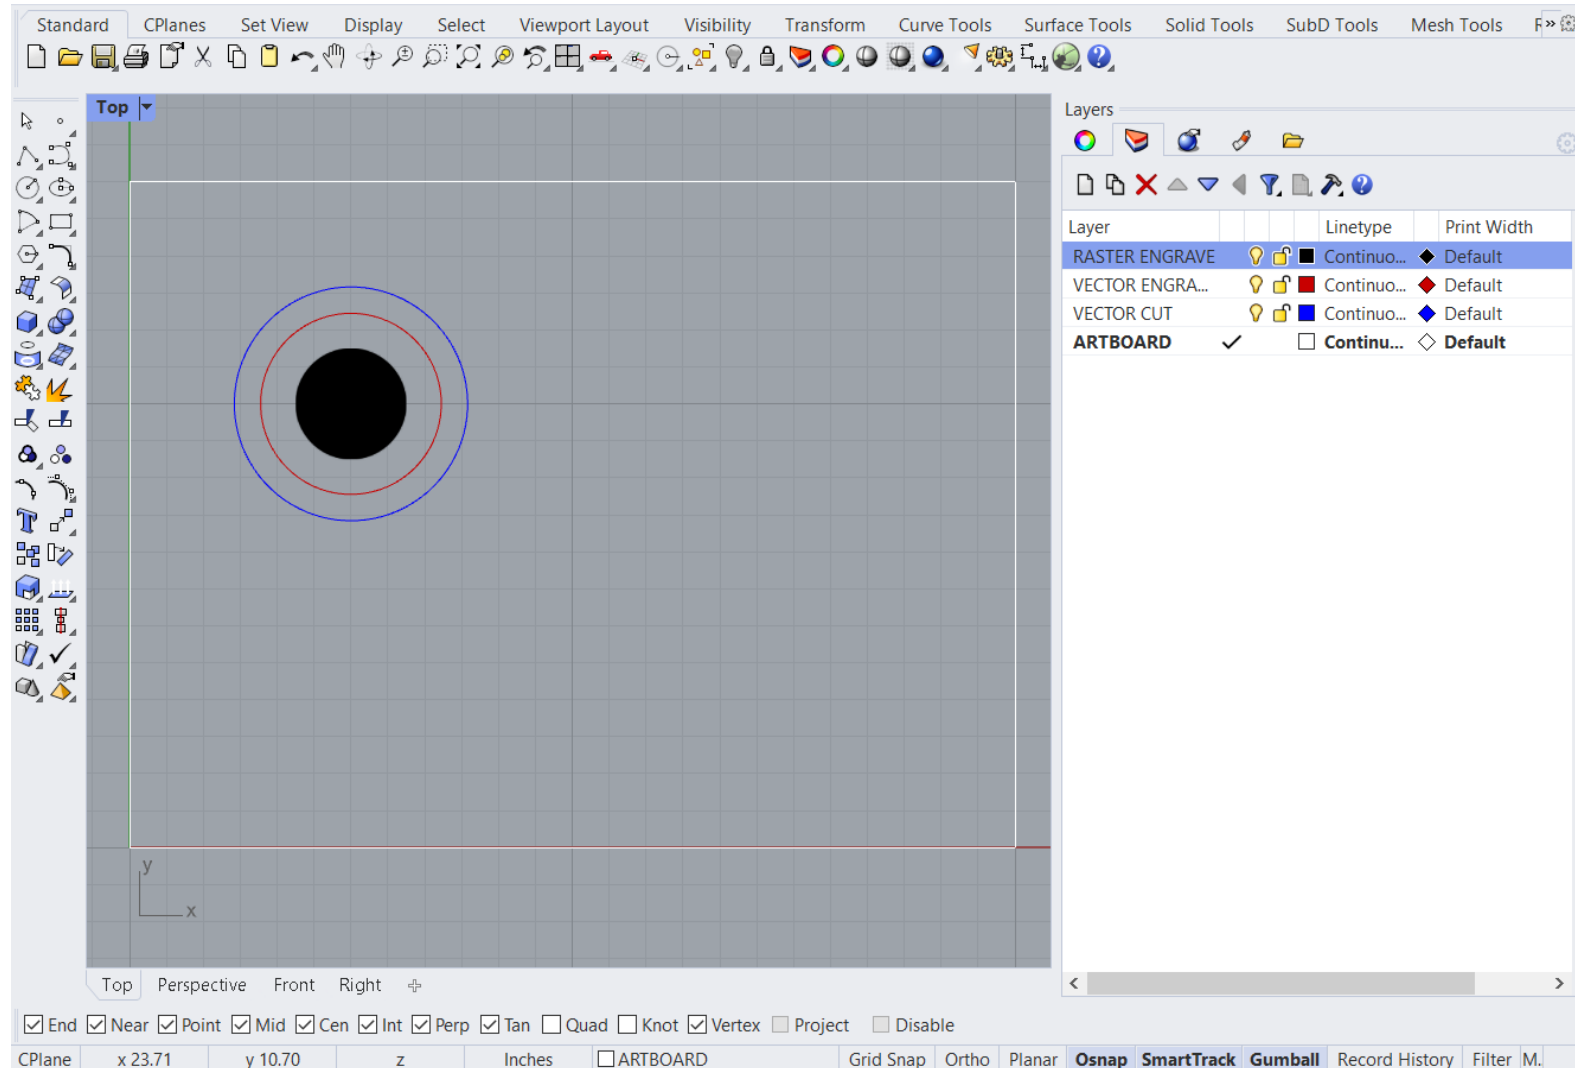 Standard CPlanes Set View Display Select Viewport Layout Visibility Transform Curve Tools Surface Tools Solid Tools SubD Tools Mesh Tools
Top
Layers
Layer Linetype Print Width
RASTER ENGRAVE Continuo... Default
VECTOR ENGRA... Continuo... Default
VECTOR CUT Continuo... Default
ARTBOARD Continu... Default
y
x
Top Perspective Front Right
End Near Point Mid Cen Int Perp Tan Quad Knot Vertex Project Disable
CPlane x 23.71 y 10.70 z Inches ARTBOARD Grid Snap Ortho Planar Osnap SmartTrack Gumball Record History Filter M.